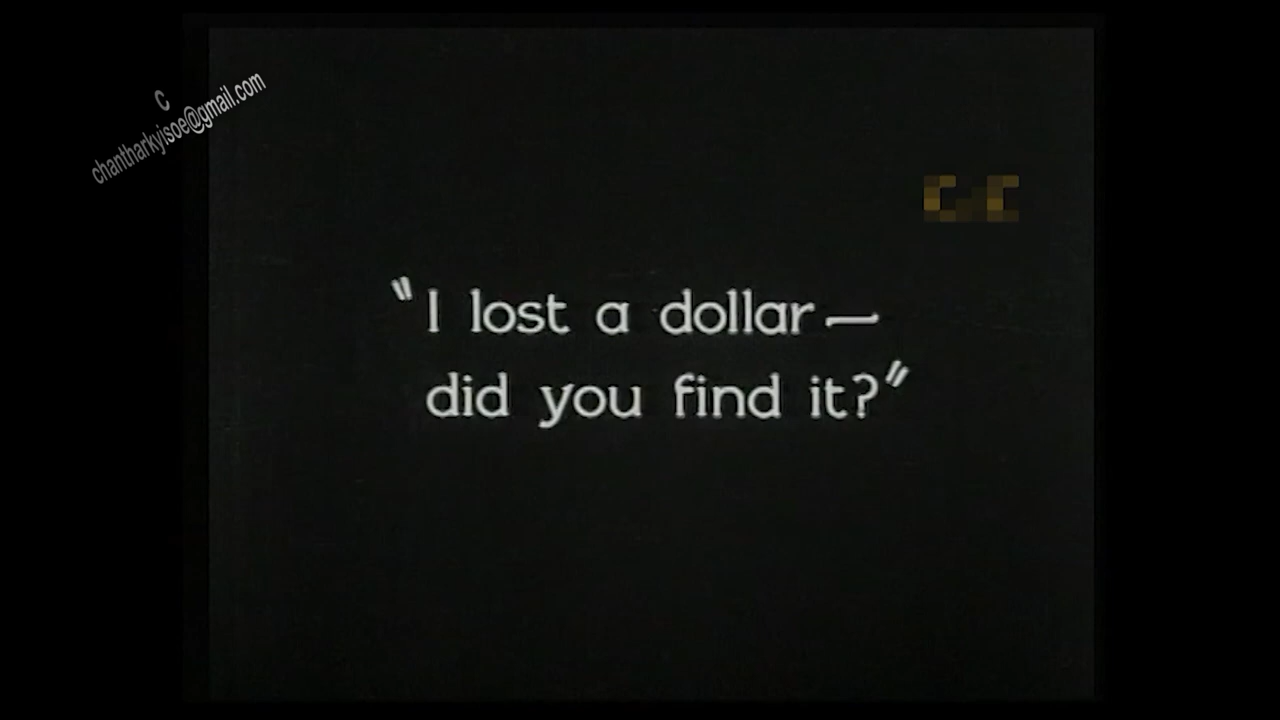 C
chantharkyisoe@gmail.com
"I lost a dollar—
did you find it?"